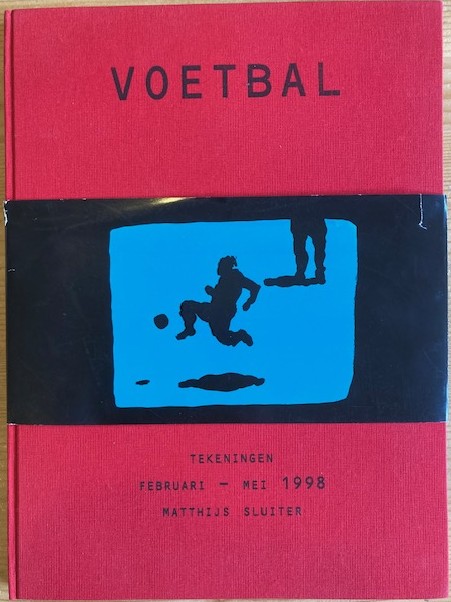 VOETBAL
TEKENINGEN
FEBRUARI – MEI 1998
MATTHIJS SLUITER